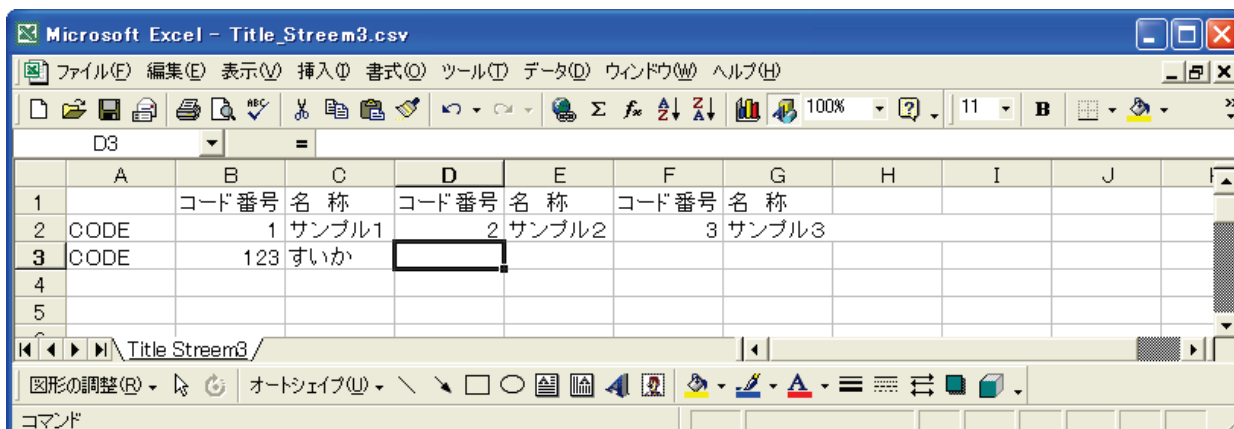 Microsoft Excel - Title_Streem3.csv
ファイル(F) 編集(E) 表示(V) 挿入(I) 書式(O) ツール(T) データ(D) ウィンドウ(W) ヘルプ(H)
ABC 100% 11 B
D3 =
A B C D E F G H I J
1 コード番号 名 称 コード番号 名 称 コード番号 名 称
2 CODE 1 サンプル1 2 サンプル2 3 サンプル3
3 CODE 123 すいか
4
5
Title Streem3
図形の調整(R) オートシェイプ(U) A
コマンド